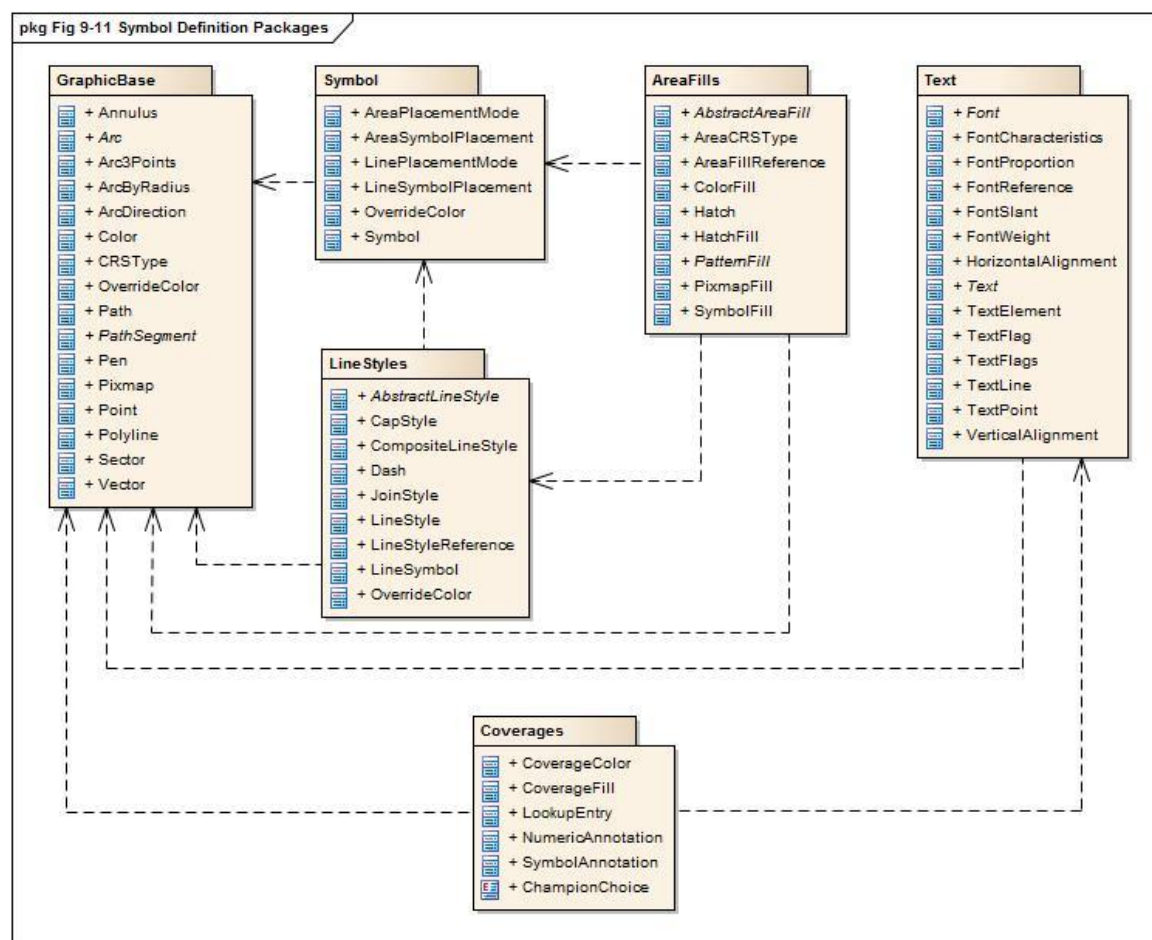 pkg Fig 9-11 Symbol Definition Packages
GraphicBase
+ Annulus
+ Arc
+ Arc3Points
+ ArcByRadius
+ ArcDirection
+ Color
+ CRSType
+ OverrideColor
+ Path
+ PathSegment
+ Pen
+ Pixmap
+ Point
+ Polyline
+ Sector
+ Vector
Symbol
+ AreaPlacementMode
+ AreaSymbolPlacement
+ LinePlacementMode
+ LineSymbolPlacement
+ OverrideColor
+ Symbol
AreaFills
+ AbstractAreaFill
+ AreaCRSType
+ AreaFillReference
+ ColorFill
+ Hatch
+ HatchFill
+ PatternFill
+ PixmapFill
+ SymbolFill
Text
+ Font
+ FontCharacteristics
+ FontProportion
+ FontReference
+ FontSlant
+ FontWeight
+ HorizontalAlignment
+ Text
+ TextElement
+ TextFlag
+ TextFlags
+ TextLine
+ TextPoint
+ VerticalAlignment
LineStyles
+ AbstractLineStyle
+ CapStyle
+ CompositeLineStyle
+ Dash
+ JoinStyle
+ LineStyle
+ LineStyleReference
+ LineSymbol
+ OverrideColor
Coverages
+ CoverageColor
+ CoverageFill
+ LookupEntry
+ NumericAnnotation
+ SymbolAnnotation
E + ChampionChoice